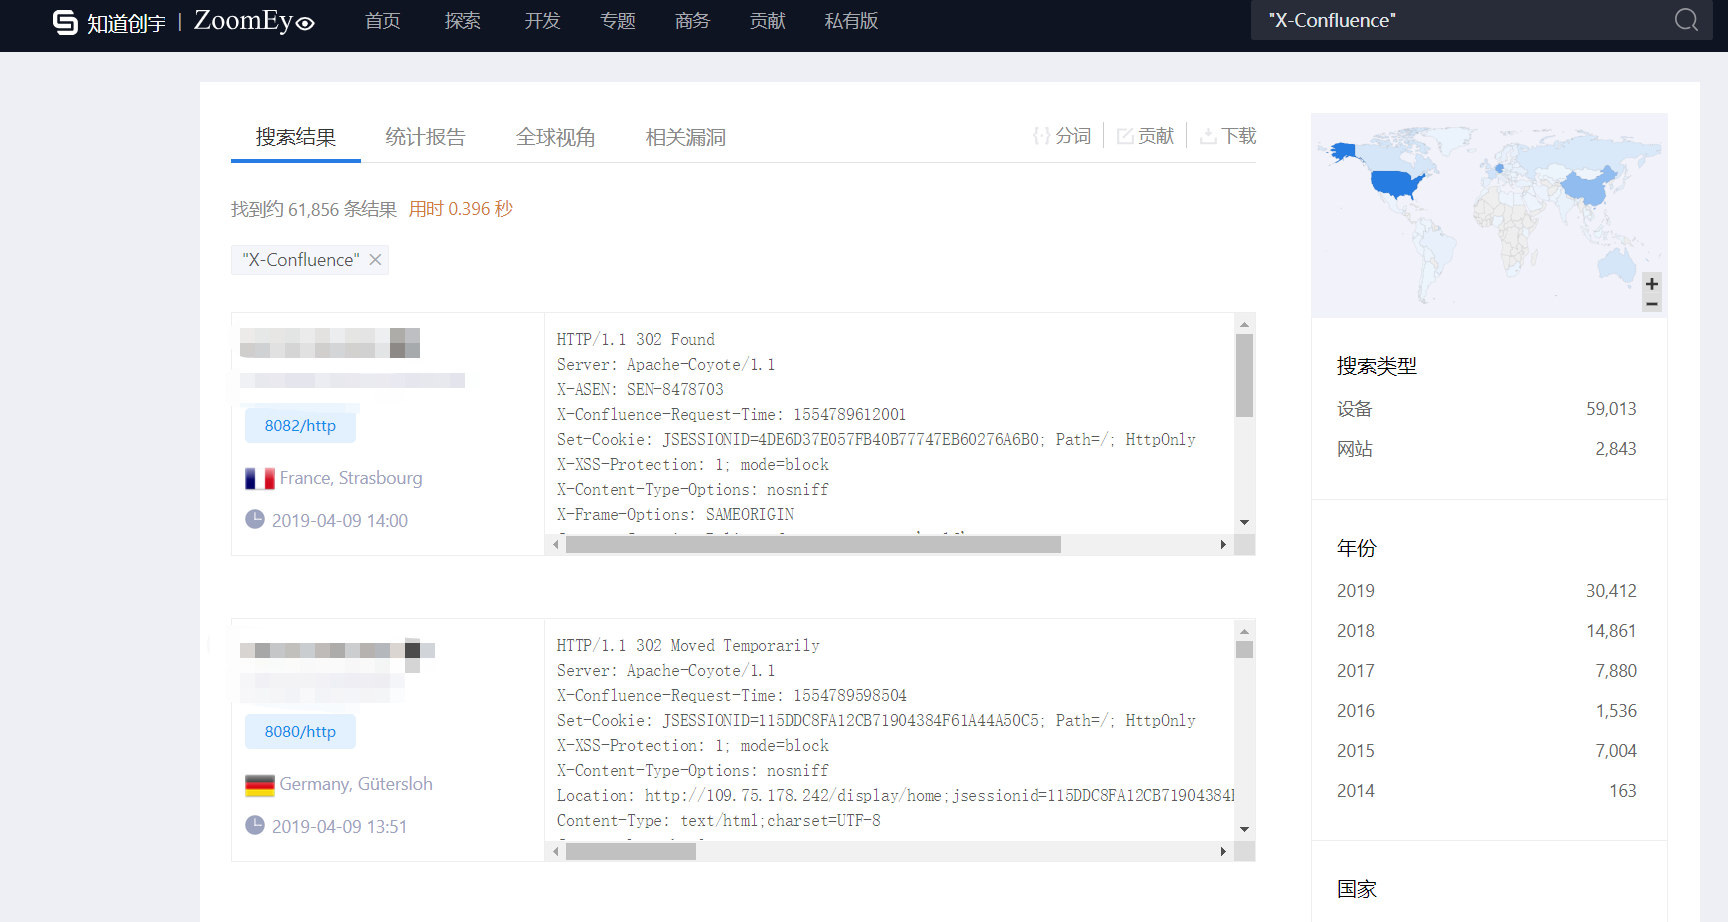 知道创宇 | ZoomEye 首页 探索 开发 专题 商务 贡献 私有版 "X-Confluence"
搜索结果 统计报告 全球视角 相关漏洞 分词 贡献 下载
找到约 61,856 条结果 用时 0.396 秒
"X-Confluence" ×
8082/http
France, Strasbourg
2019-04-09 14:00
HTTP/1.1 302 Found
Server: Apache-Coyote/1.1
X-ASEN: SEN-8478703
X-Confluence-Request-Time: 1554789612001
Set-Cookie: JSESSIONID=4DE6D37E057FB40B77747EB60276A6B0; Path=/; HttpOnly
X-XSS-Protection: 1; mode=block
X-Content-Type-Options: nosniff
X-Frame-Options: SAMEORIGIN
8080/http
Germany, Gütersloh
2019-04-09 13:51
HTTP/1.1 302 Moved Temporarily
Server: Apache-Coyote/1.1
X-Confluence-Request-Time: 1554789598504
Set-Cookie: JSESSIONID=115DDC8FA12CB71904384F61A44A50C5; Path=/; HttpOnly
X-XSS-Protection: 1; mode=block
X-Content-Type-Options: nosniff
Location: http://109.75.178.242/display/home;jsessionid=115DDC8FA12CB71904384
Content-Type: text/html;charset=UTF-8
+
−
搜索类型
设备 59,013
网站 2,843
年份
2019 30,412
2018 14,861
2017 7,880
2016 1,536
2015 7,004
2014 163
国家